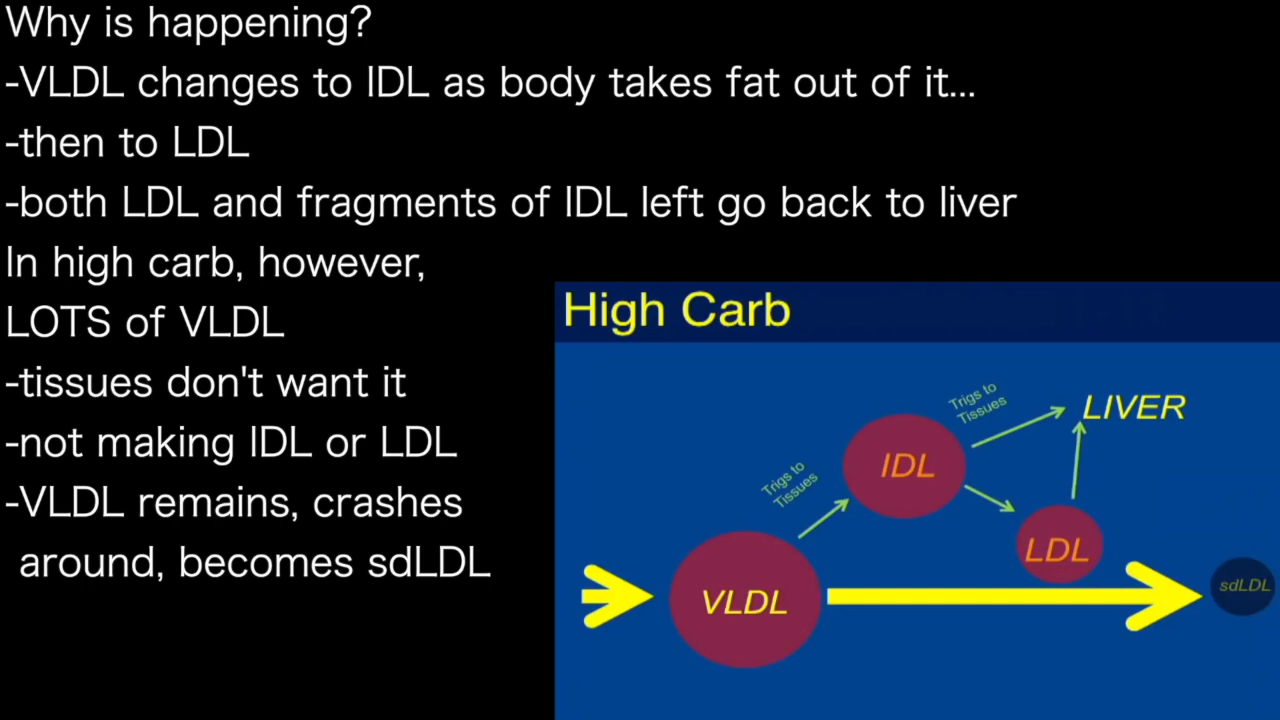 Why is happening?
-VLDL changes to IDL as body takes fat out of it...
-then to LDL
-both LDL and fragments of IDL left go back to liver
In high carb, however,
LOTS of VLDL
-tissues don't want it
-not making IDL or LDL
-VLDL remains, crashes
around, becomes sdLDL
High Carb
Trigs to
Tissues
LIVER
IDL
Trigs to
Tissues
LDL
VLDL
sdLDL